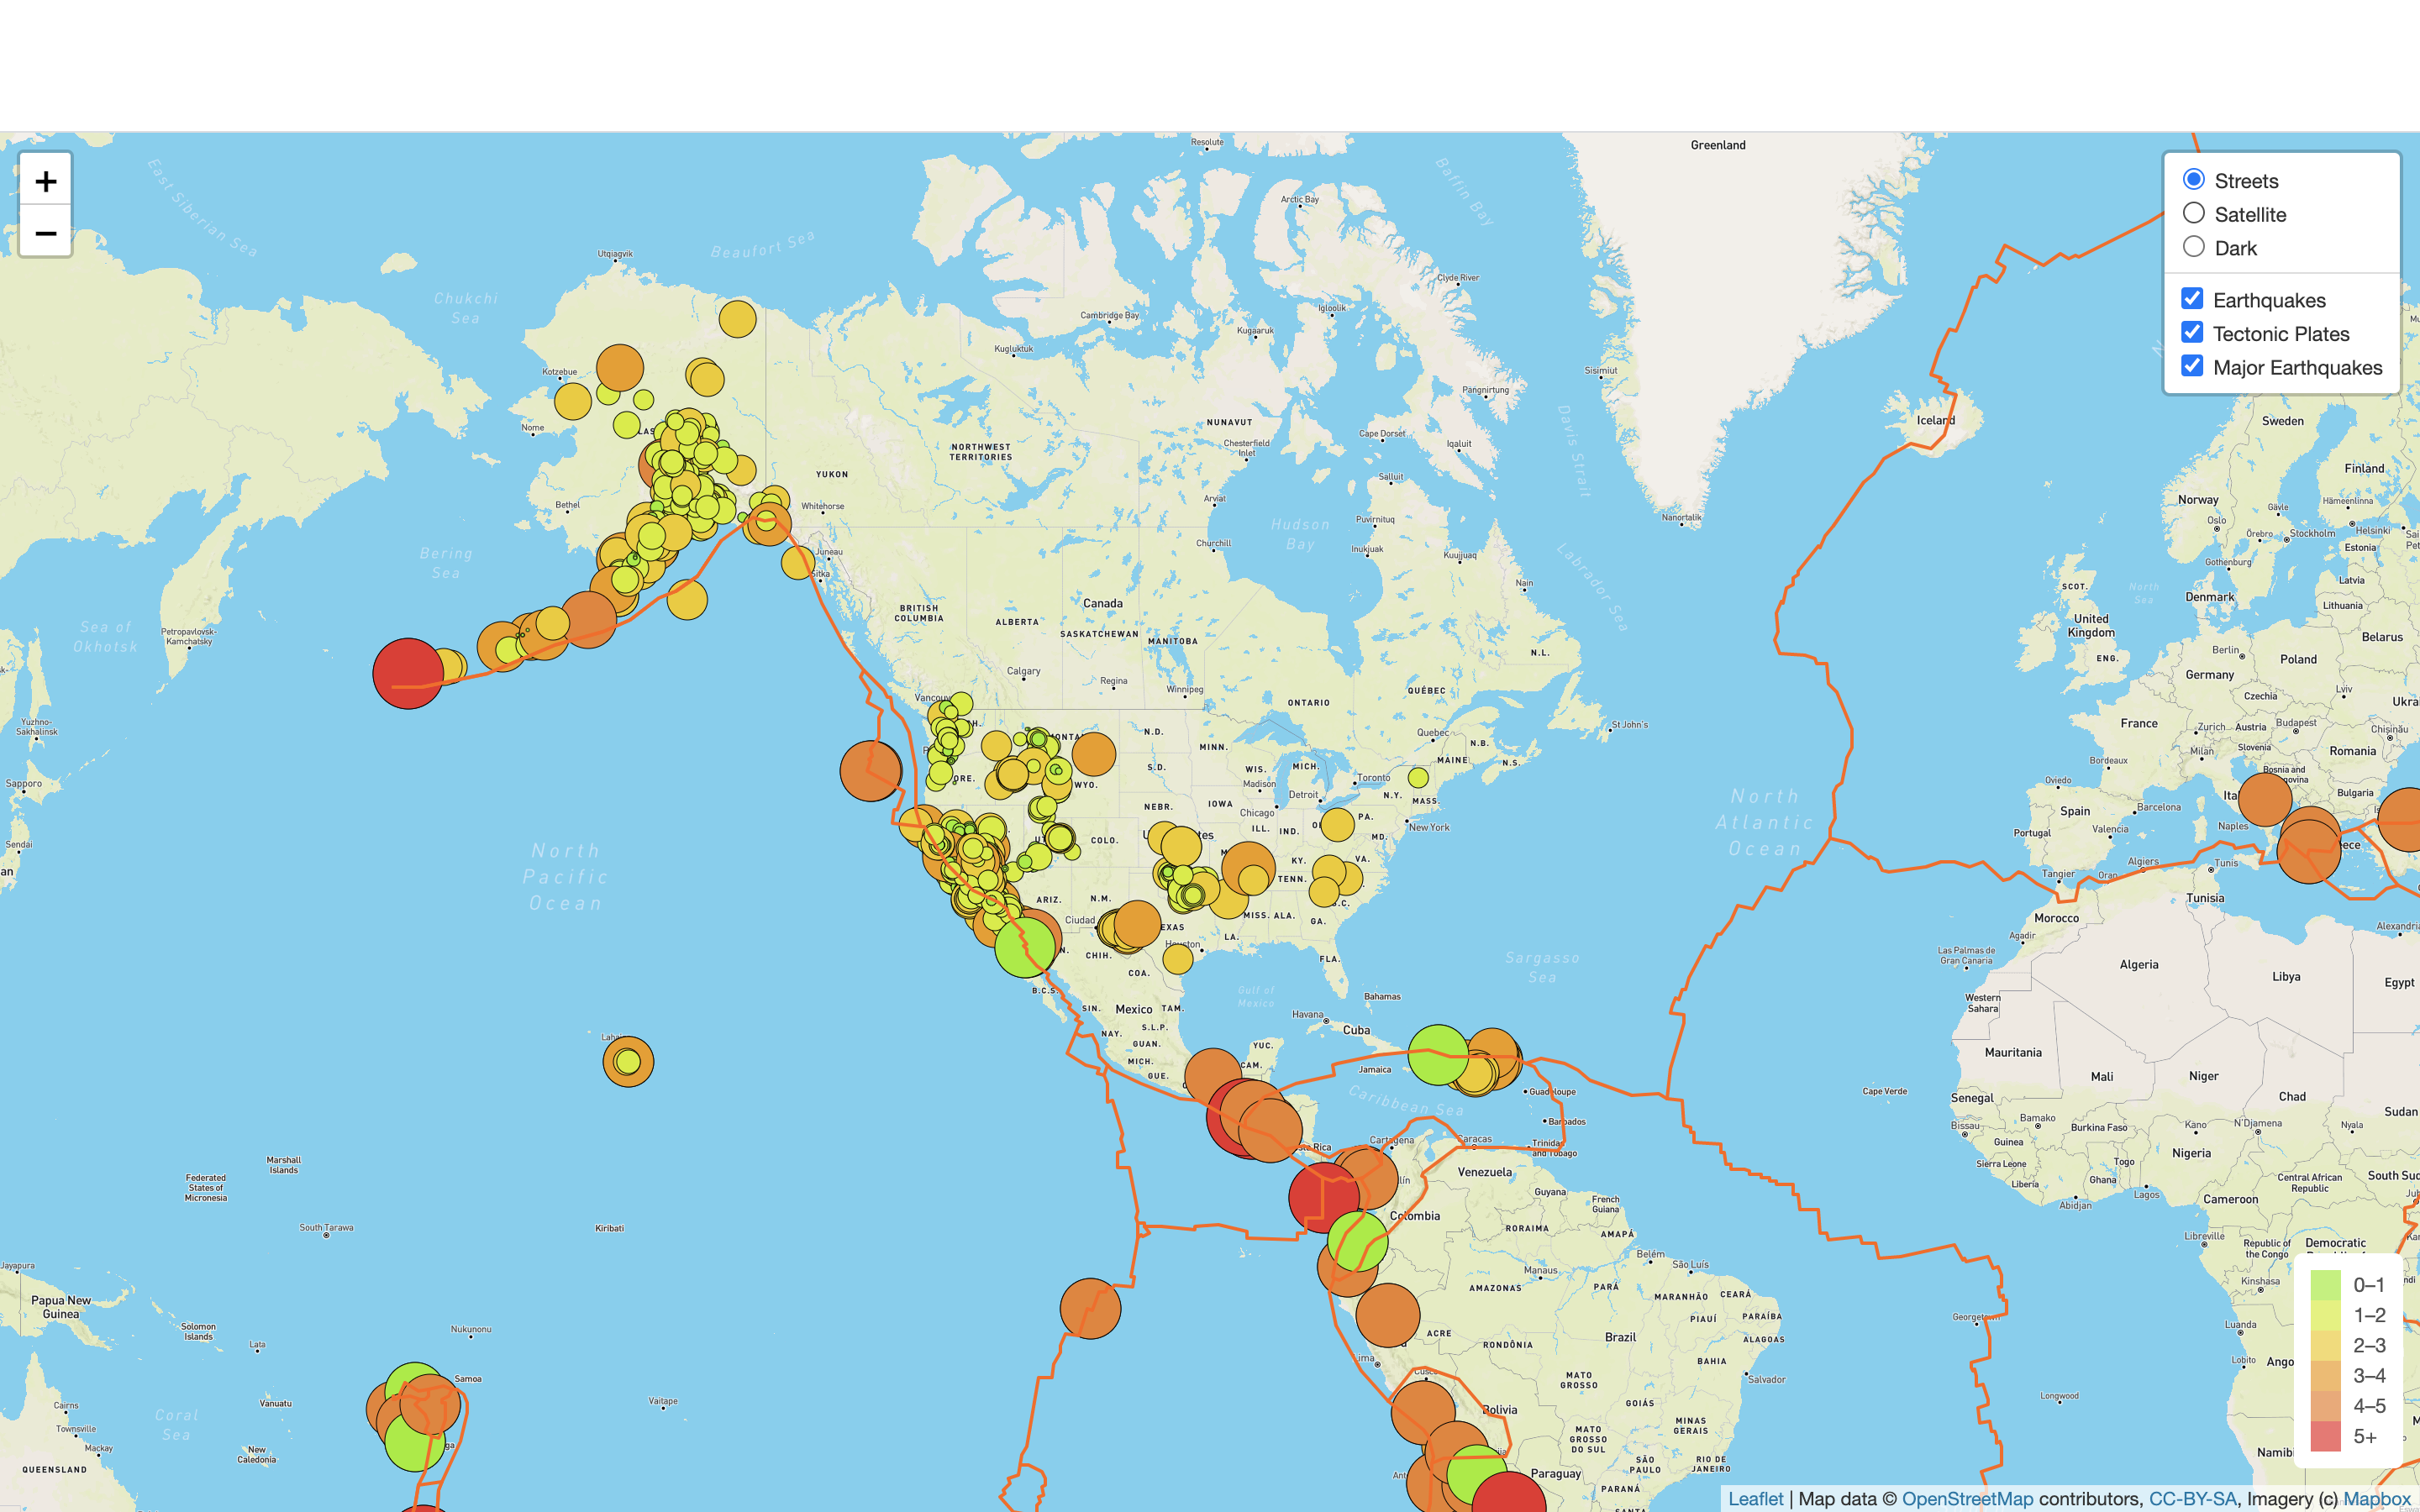 +
−
Streets
Satellite
Dark
Earthquakes
Tectonic Plates
Major Earthquakes
Greenland
Resolute
East Siberian Sea
Beaufort Sea
Baffin Bay
Arctic Bay
Utqiagvik
Chukchi
Sea
Clyde River
Igloolik
Cambridge Bay
Kugaaruk
Kugluktuk
Kotzebue
Pangnirtung
Sisimiut
Nome
NUNAVUT
Cape Dorset
Iqaluit
Davis Strait
Iceland
Sweden
Chesterfield
Inlet
NORTHWEST
TERRITORIES
YUKON
Finland
Salluit
Bethel
Whitehorse
Arviat
Norway
Hämeenlinna
Nanortalik
Puvirnituq
Hudson
Bay
Oslo
Gävle
Helsinki
Örebro
Stockholm
Estonia
Bering
Sea
Juneau
Sitka
Churchill
Inukjuak
Kuujjuaq
Labrador Sea
Gothenburg
Latvia
Nain
SCOT.
North
Sea
Denmark
Lithuania
BRITISH
COLUMBIA
Canada
ALBERTA
SASKATCHEWAN
MANITOBA
United
Kingdom
Belarus
Sea of
Okhotsk
Petropavlovsk-
Kamchatsky
N.L.
ENG.
Berlin
Poland
Germany
Calgary
Regina
Winnipeg
QUÉBEC
ONTARIO
Czechia
Lviv
Vancouv
St John's
Yuzhno-
Sakhalinsk
France
Zurich
Austria
Budapest
Chișinău
Slovenia
Milan
Romania
Quebec
N.B.
N.D.
MINN.
MAINE
N.S.
Bordeaux
Bosnia and
Sapporo
S.D.
WIS.
MICH.
Toronto
Oviedo
Bulgaria
ORE.
WYO.
Madison
Detroit
N.Y.
MASS.
Spain
Barcelona
NEBR.
IOWA
Chicago
PA.
New York
Portugal
Valencia
Naples
North
Atlantic
Ocean
ILL.
IND.
MD.
COLO.
Sendai
North
Pacific
Ocean
KY.
VA.
Algiers
Tunis
Tangier
Oran
TENN.
ARIZ.
N.M.
Tunisia
Ciudad
MISS.
ALA.
GA.
Morocco
Agadir
Alexandria
Houston
LA.
FLA.
CHIH.
COA.
Las Palmas de
Gran Canaria
Algeria
Libya
Egypt
Sargasso
Sea
B.C.S.
Gulf of
Mexico
Bahamas
Western
Sahara
SIN.
Mexico
TAM.
Havana
Cuba
NAY.
S.L.P.
GUAN.
YUC.
MICH.
GUE.
CAM.
Jamaica
Mauritania
Mali
Niger
Chad
Sudan
Caribbean Sea
Guadeloupe
Barbados
Cape Verde
Senegal
Bissau
Bamako
Burkina Faso
Kano
N'Djamena
Nyala
Guinea
Cartagena
Caracas
Trinidad
and Tobago
Venezuela
Nigeria
Sierra Leone
Togo
Ghana
Liberia
Abidjan
Lagos
Cameroon
Central African
Republic
South Sud
Marshall
Islands
Federated
States of
Micronesia
Guyana
French
Guiana
Colombia
RORAIMA
AMAPÁ
South Tarawa
Kiribati
Libreville
Republic of
the Congo
Democratic
Kinshasa
Jayapura
Papua New
Guinea
Solomon
Islands
Lata
Nukunonu
Belém
São Luís
Manaus
AMAZONAS
PARÁ
MARANHÃO
CEARÁ
PARAÍBA
PIAUÍ
ALAGOAS
ACRE
RONDÔNIA
Brazil
BAHIA
Georgetown
Luanda
Lobito
Lima
Cusco
MATO
GROSSO
Salvador
Samoa
Cairns
Townsville
Mackay
Vanuatu
Vaitape
Coral
Sea
New
Caledonia
QUEENSLAND
Bolivia
GOIÁS
MINAS
GERAIS
MATO
GROSSO
DO SUL
SÃO
PAULO
RIO DE
JANEIRO
Paraguay
PARANÁ
Longwood
0–1
1–2
2–3
3–4
4–5
5+
Leaflet | Map data © OpenStreetMap contributors, CC-BY-SA, Imagery (c) Mapbox